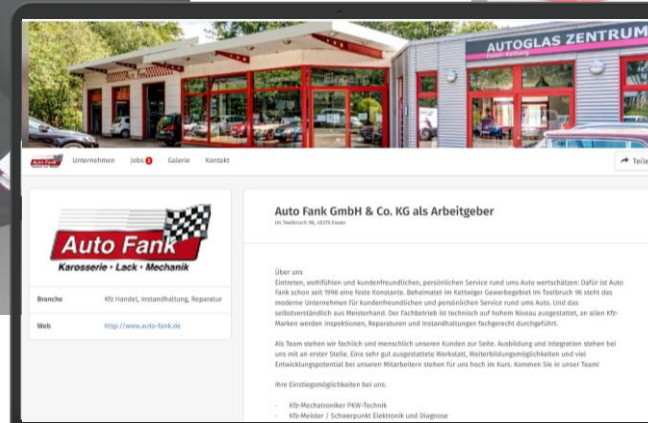 AUTOGLAS ZENTRUM
Auto Fank Unternehmen Jobs Galerie Kontakt
Teile
Auto Fank
Karosserie • Lack • Mechanik
Branche Kfz Handel, Instandhaltung, Reparatur
Web http://www.auto-fank.de
Auto Fank GmbH & Co. KG als Arbeitgeber
Im Teelbruch 96, 45219 Essen
Über uns
Eintreten, wohlfühlen und kundenfreundlichen, persönlichen Service rund ums Auto wertschätzen: Dafür ist Auto
Fank schon seit 1998 eine feste Konstante. Beheimatet im Kettwiger Gewerbegebiet Im Teelbruch 96 steht das
moderne Unternehmen für kundenfreundlichen und persönlichen Service rund ums Auto. Und das
selbstverständlich aus Meisterhand. Der Fachbetrieb ist technisch auf hohem Niveau ausgestattet, an allen Kfz-
Marken werden Inspektionen, Reparaturen und Instandhaltungen fachgerecht durchgeführt.
Als Team stehen wir fachlich und menschlich unseren Kunden zur Seite. Ausbildung und Integration stehen bei
uns mit an erster Stelle. Eine sehr gut ausgestattete Werkstatt, Weiterbildungsmöglichkeiten und viel
Entwicklungspotential bei unseren Mitarbeitern stehen für uns hoch im Kurs. Kommen Sie in unser Team!
Ihre Einstiegsmöglichkeiten bei uns:
- Kfz-Mechatroniker PKW-Technik
- Kfz-Meister / Schwerpunkt Elektronik und Diagnose